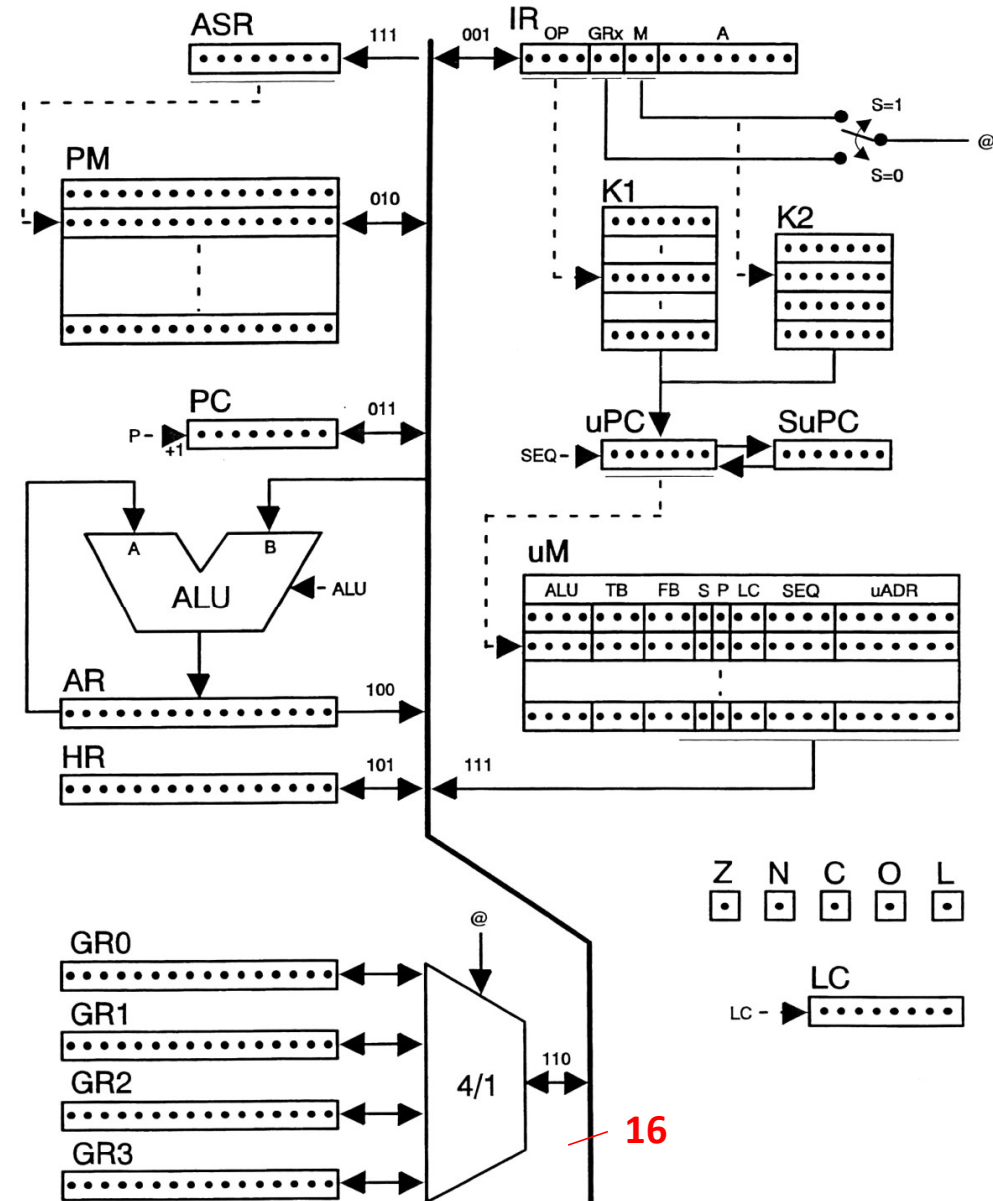 ASR
111
001
IR
OP GRx M A
S=1
@
S=0
PM
010
K1
K2
PC
011
P
+1
uPC
SuPC
SEQ
A
B
ALU
ALU
uM
ALU TB FB S P LC SEQ uADR
AR
100
HR
101
111
Z N C O L
@
GR0
LC
LC
GR1
GR2
4/1
110
GR3
16